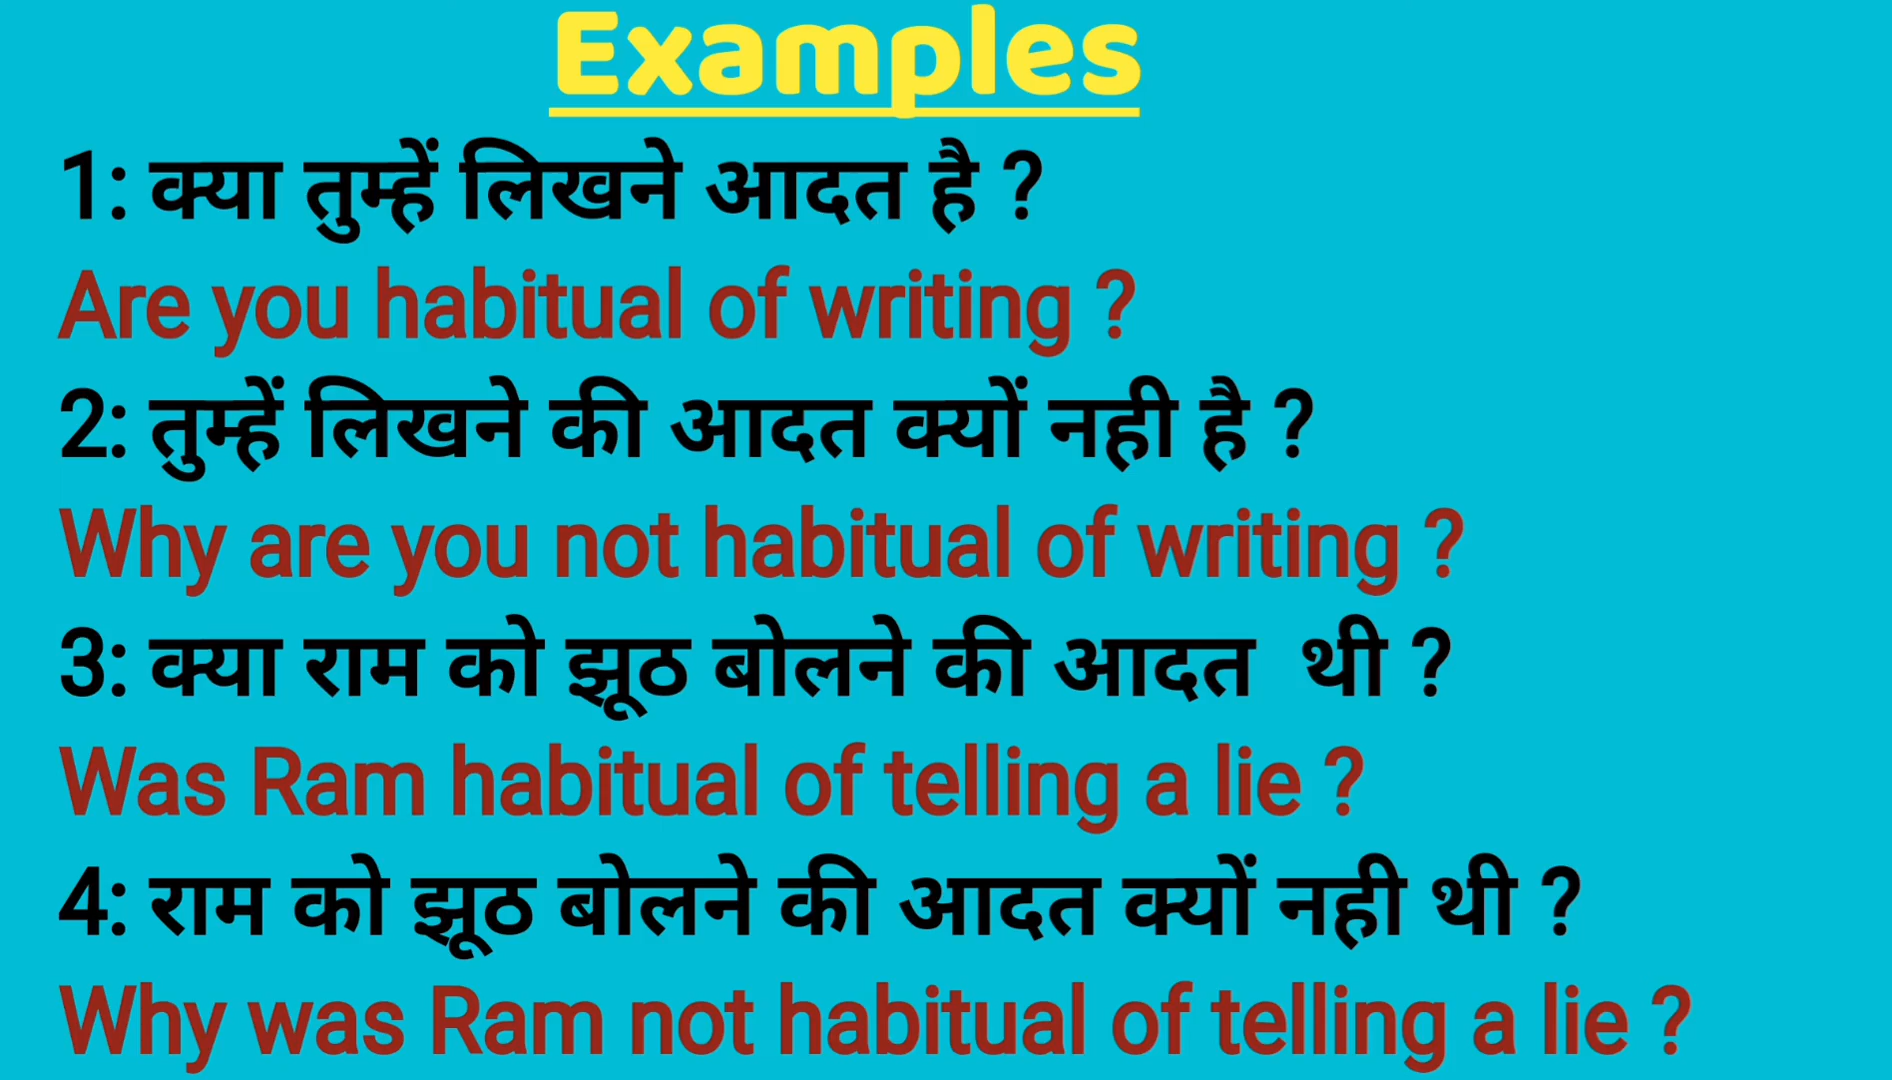 Examples
1: क्या तुम्हें लिखने आदत है ?
Are you habitual of writing ?
2: तुम्हें लिखने की आदत क्यों नही है ?
Why are you not habitual of writing ?
3: क्या राम को झूठ बोलने की आदत  थी ?
Was Ram habitual of telling a lie ?
4: राम को झूठ बोलने की आदत क्यों नही थी ?
Why was Ram not habitual of telling a lie ?